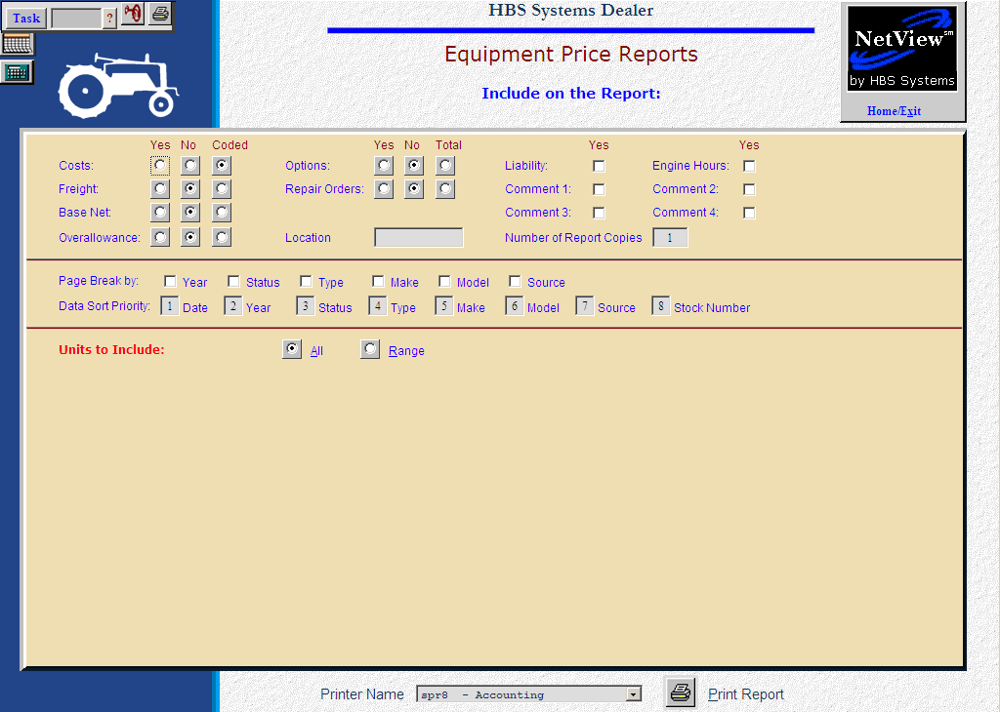 Task ?
HBS Systems Dealer
Equipment Price Reports
Include on the Report:
NetView℠
by HBS Systems
Home/Exit
Yes No Coded Yes No Total Yes Yes
Costs: Options: Liability: Engine Hours:
Freight: Repair Orders: Comment 1: Comment 2:
Base Net: Comment 3: Comment 4:
Overallowance: Location Number of Report Copies 1
Page Break by: Year Status Type Make Model Source
Data Sort Priority: 1 Date 2 Year 3 Status 4 Type 5 Make 6 Model 7 Source 8 Stock Number
Units to Include: All Range
Printer Name spr8 - Accounting Print Report